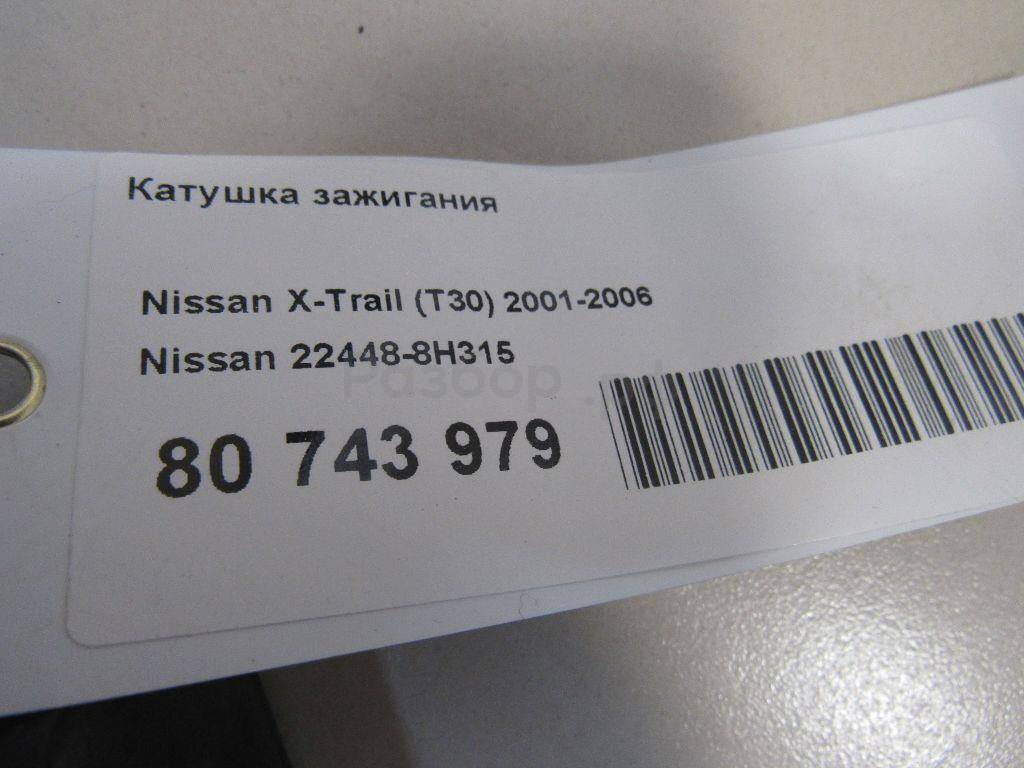 Катушка зажигания
Nissan X-Trail (T30) 2001-2006
Nissan 22448-8H315
80 743 979